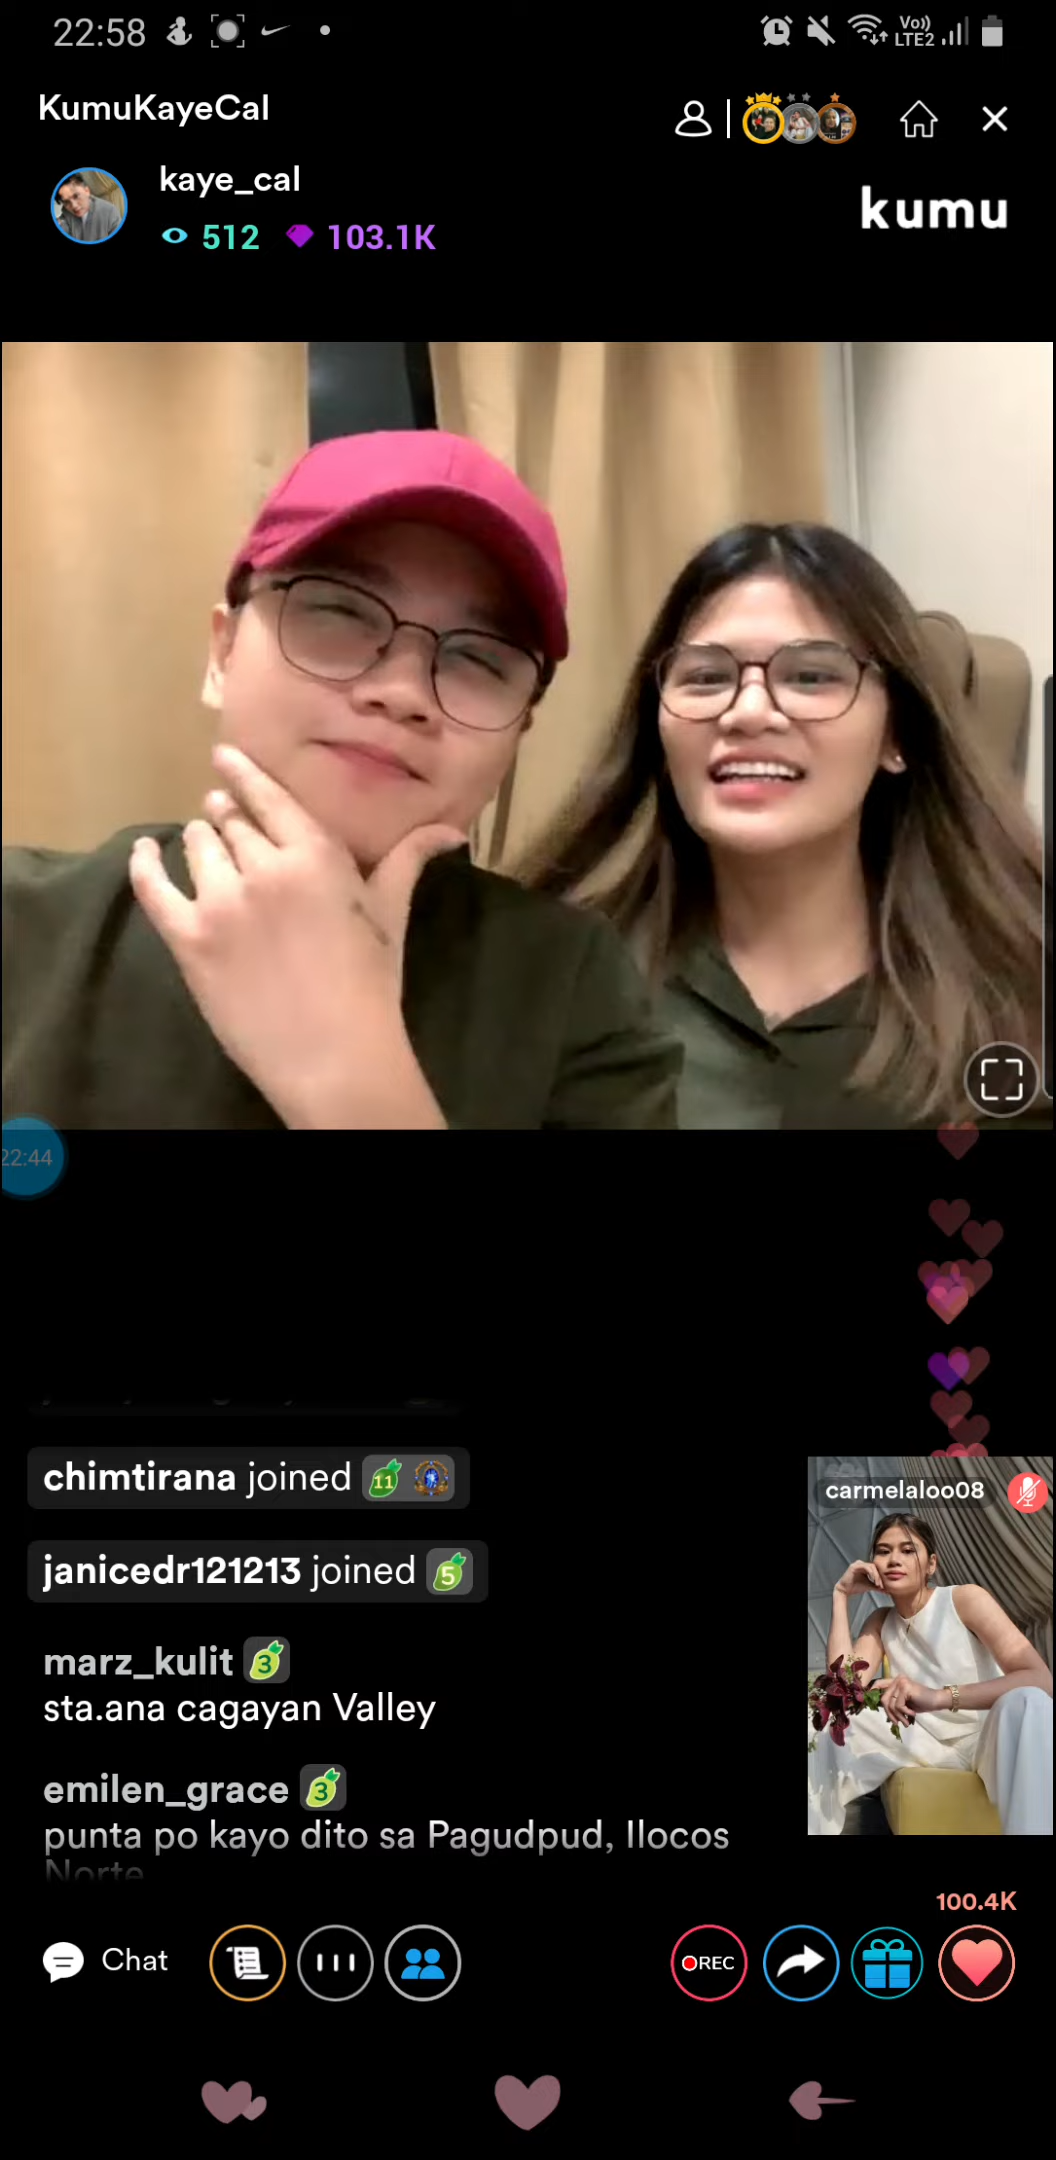 22:58
Vo))
LTE2
KumuKayeCal
kaye_cal
512 103.1K
kumu
22:44
chimtirana joined 11
janicedr121213 joined 5
carmelaloo08
marz_kulit 3
sta.ana cagayan Valley
emilen_grace 3
punta po kayo dito sa Pagudpud, Ilocos
Norte
100.4K
Chat
REC